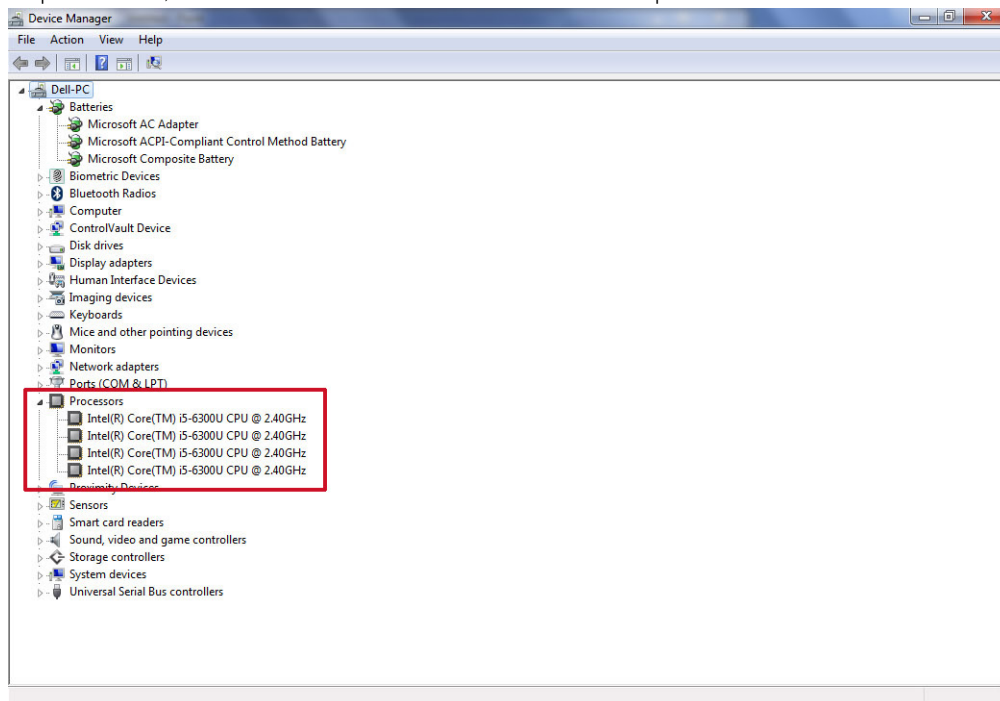 Device Manager
File Action View Help
Dell-PC
Batteries
Microsoft AC Adapter
Microsoft ACPI-Compliant Control Method Battery
Microsoft Composite Battery
Biometric Devices
Bluetooth Radios
Computer
ControlVault Device
Disk drives
Display adapters
Human Interface Devices
Imaging devices
Keyboards
Mice and other pointing devices
Monitors
Network adapters
Ports (COM & LPT)
Processors
Intel(R) Core(TM) i5-6300U CPU @ 2.40GHz
Intel(R) Core(TM) i5-6300U CPU @ 2.40GHz
Intel(R) Core(TM) i5-6300U CPU @ 2.40GHz
Intel(R) Core(TM) i5-6300U CPU @ 2.40GHz
Proximity Devices
Sensors
Smart card readers
Sound, video and game controllers
Storage controllers
System devices
Universal Serial Bus controllers